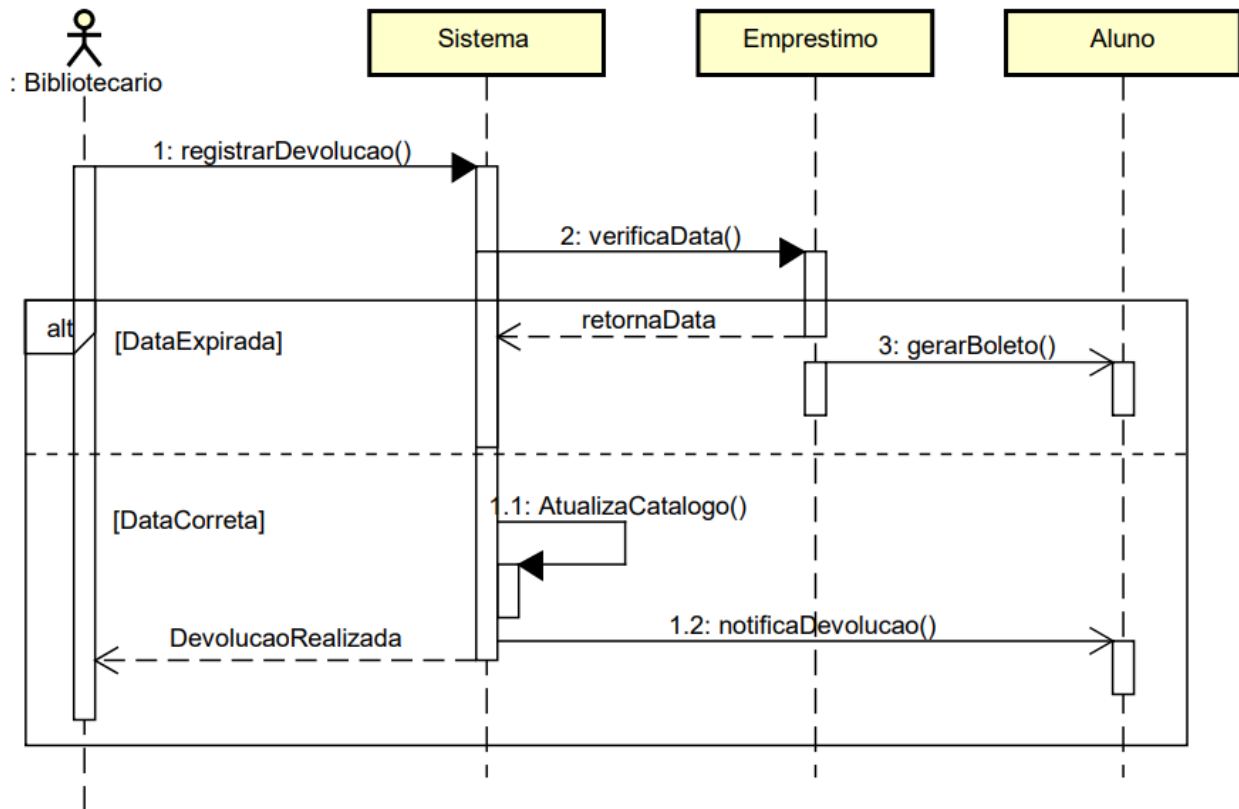 : Bibliotecario
Sistema
Emprestimo
Aluno
1: registrarDevolucao()
2: verificaData()
alt
[DataExpirada]
retornaData
3: gerarBoleto()
[DataCorreta]
1.1: AtualizaCatalogo()
1.2: notificaDevolucao()
DevolucaoRealizada